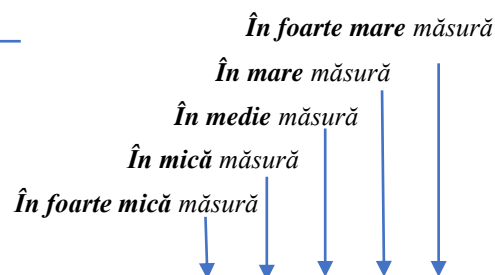 În foarte mare măsură
În mare măsură
În medie măsură
În mică măsură
În foarte mică măsură